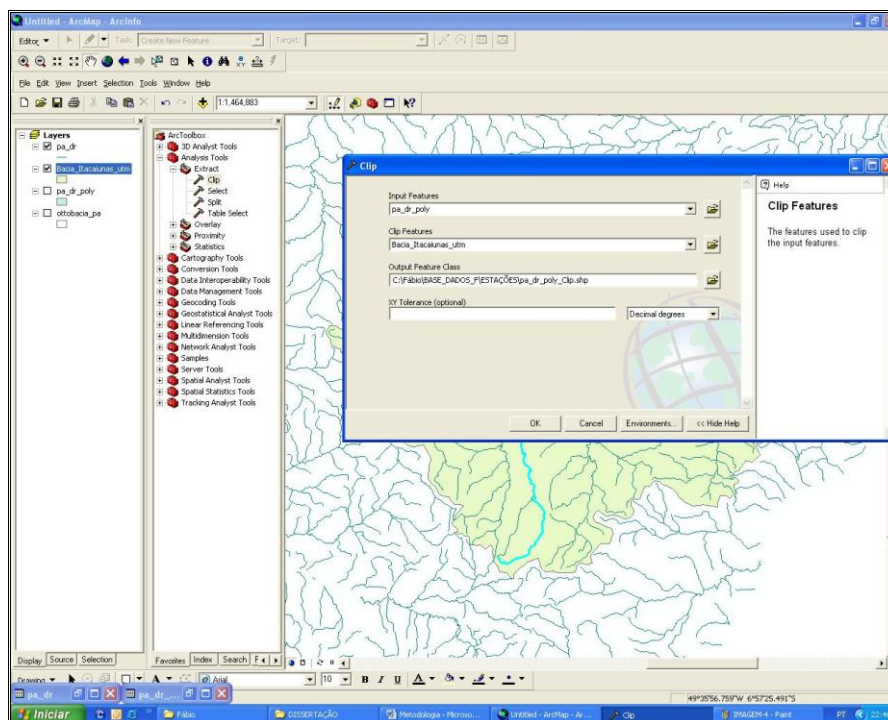 Untitled - ArcMap - ArcInfo
Editor Task: Create New Feature Target:
File Edit View Insert Selection Tools Window Help
1:1,464,883
Layers
pa_dr
Bacia_Itacaiunas_utm
pa_dr_poly
ottobacia_pa
Display Source Selection
ArcToolbox
3D Analyst Tools
Analysis Tools
Extract
Clip
Select
Split
Table Select
Overlay
Proximity
Statistics
Cartography Tools
Conversion Tools
Data Interoperability Tools
Data Management Tools
Geocoding Tools
Geostatistical Analyst Tools
Linear Referencing Tools
Multidimension Tools
Network Analyst Tools
Samples
Server Tools
Spatial Analyst Tools
Spatial Statistics Tools
Tracking Analyst Tools
Favorites Index Search
Clip
Input Features
pa_dr_poly
Clip Features
Bacia_Itacaiunas_utm
Output Feature Class
C:\Fábio\BASE_DADOS_F\ESTAÇÕES\pa_dr_poly_Clip.shp
XY Tolerance (optional)
Decimal degrees
OK Cancel Environments... << Hide Help
Help
Clip Features
The features used to clip
the input features.
Drawing A Arial 10 B I U A
pa_dr pa_dr_...
49°35'56.759"W 6°57'25.491"S
Iniciar Fábio DISSERTAÇÃO Metodologia - Microso... Untitled - ArcMap - Ar... Clip IMAGEM-4 - Paint PT